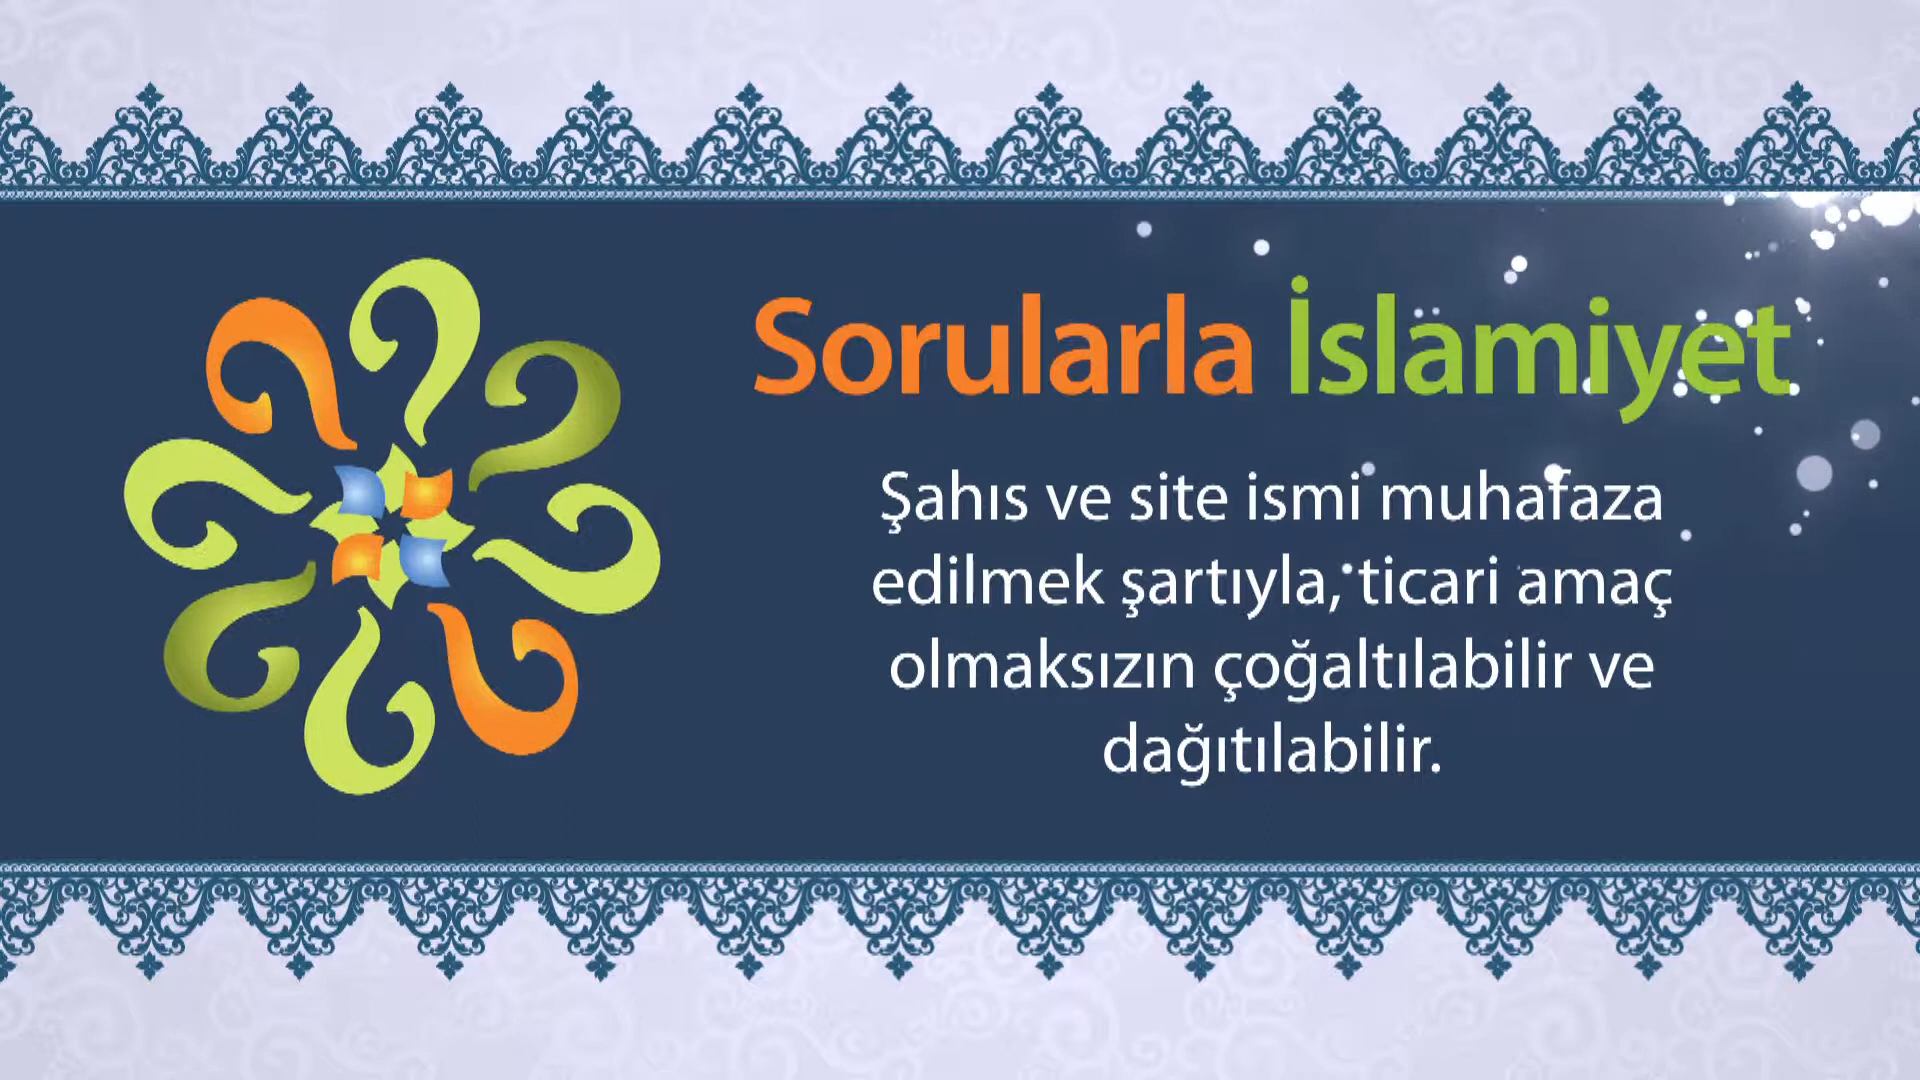 Sorularla İslamiyet
Şahıs ve site ismi muhafaza
edilmek şartıyla, ticari amaç
olmaksızın çoğaltılabilir ve
dağıtılabilir.